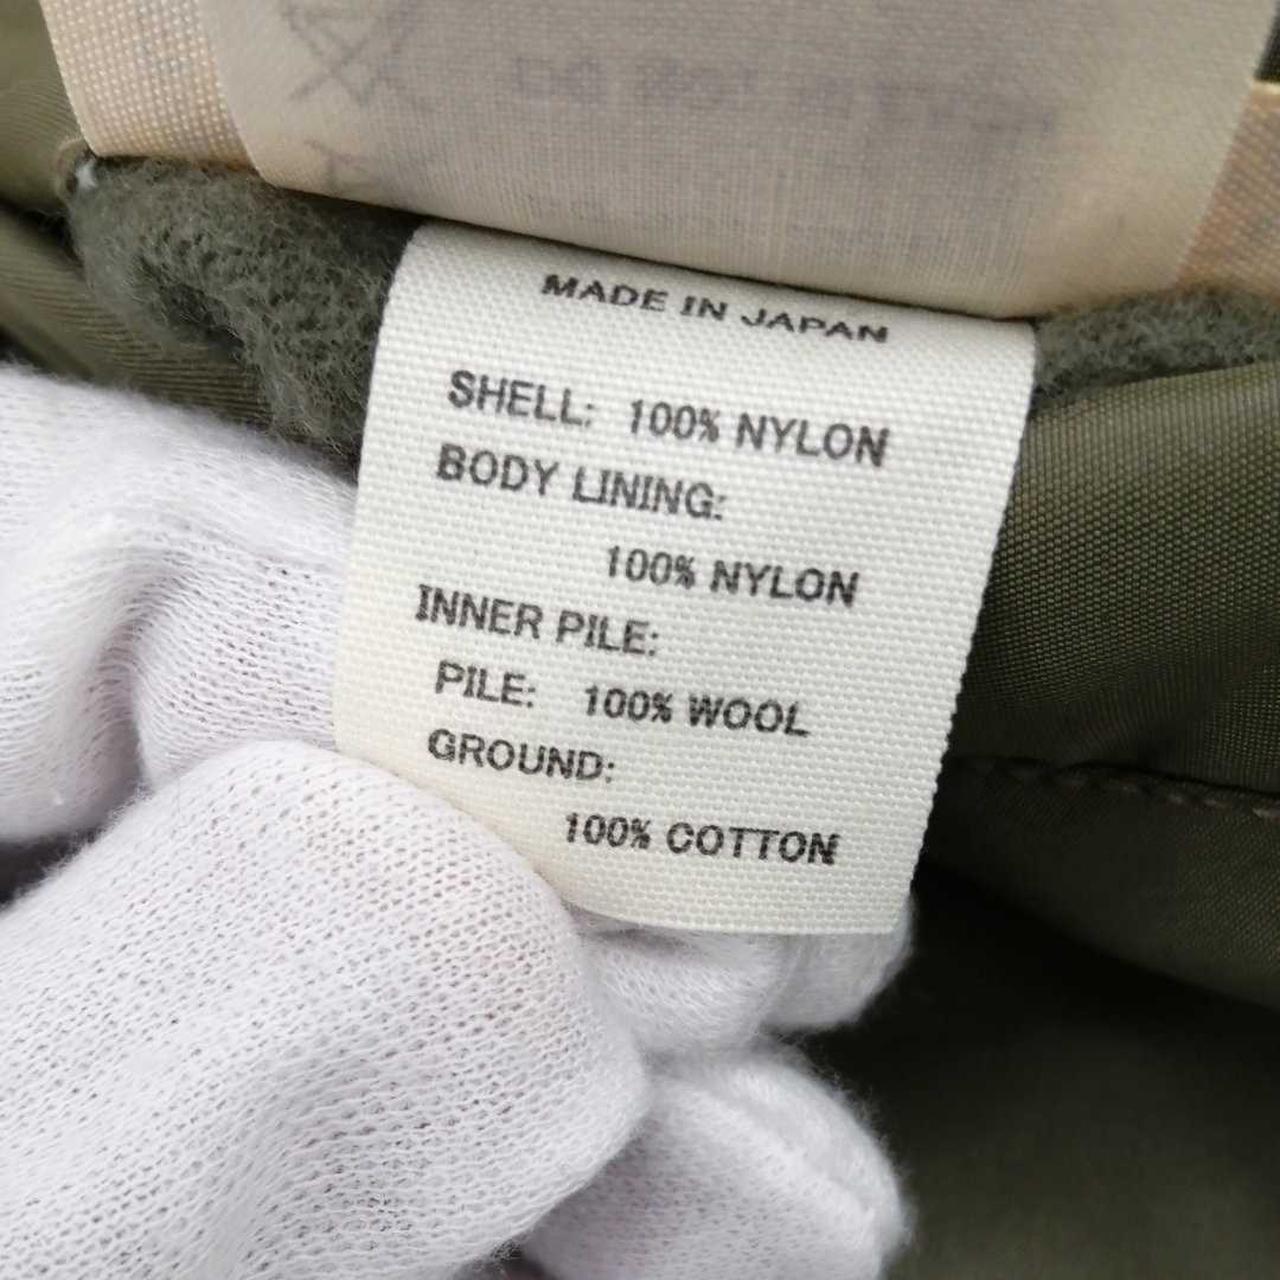 MADE IN JAPAN
SHELL: 100% NYLON
BODY LINING:
100% NYLON
INNER PILE:
PILE: 100% WOOL
GROUND:
100% COTTON